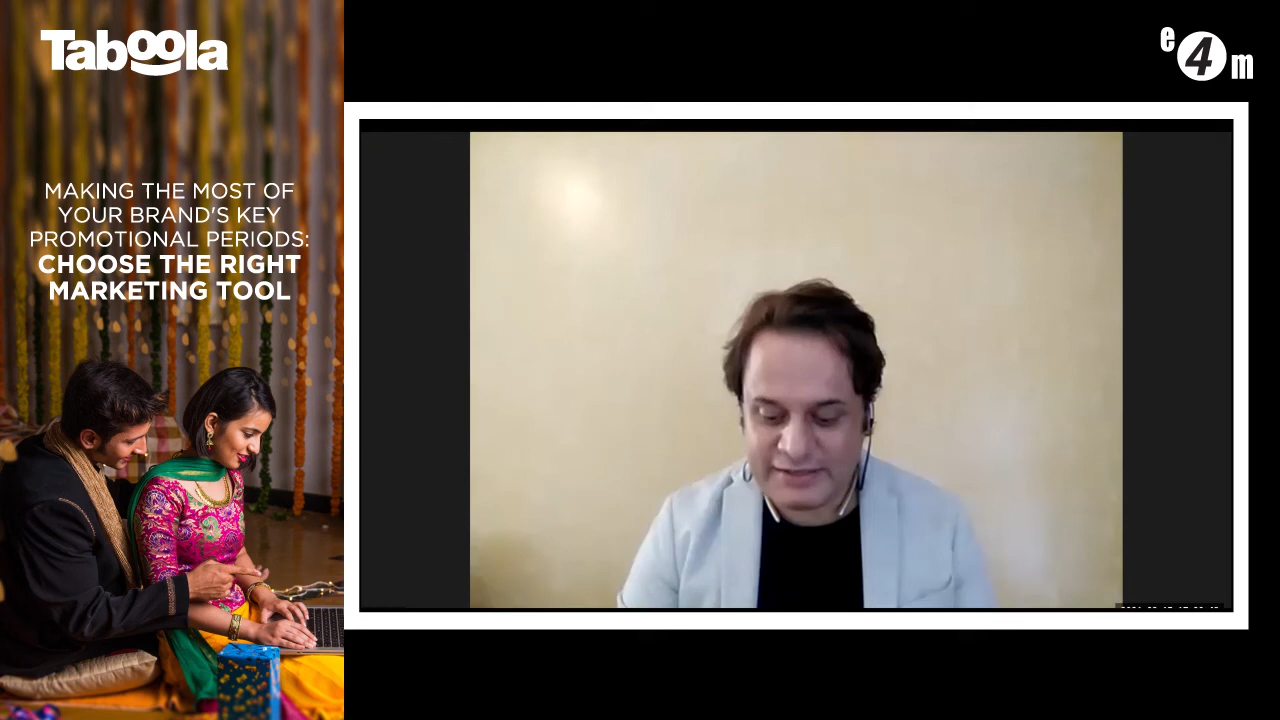 Taboola
e4m
MAKING THE MOST OF
YOUR BRAND'S KEY
PROMOTIONAL PERIODS:
CHOOSE THE RIGHT
MARKETING TOOL